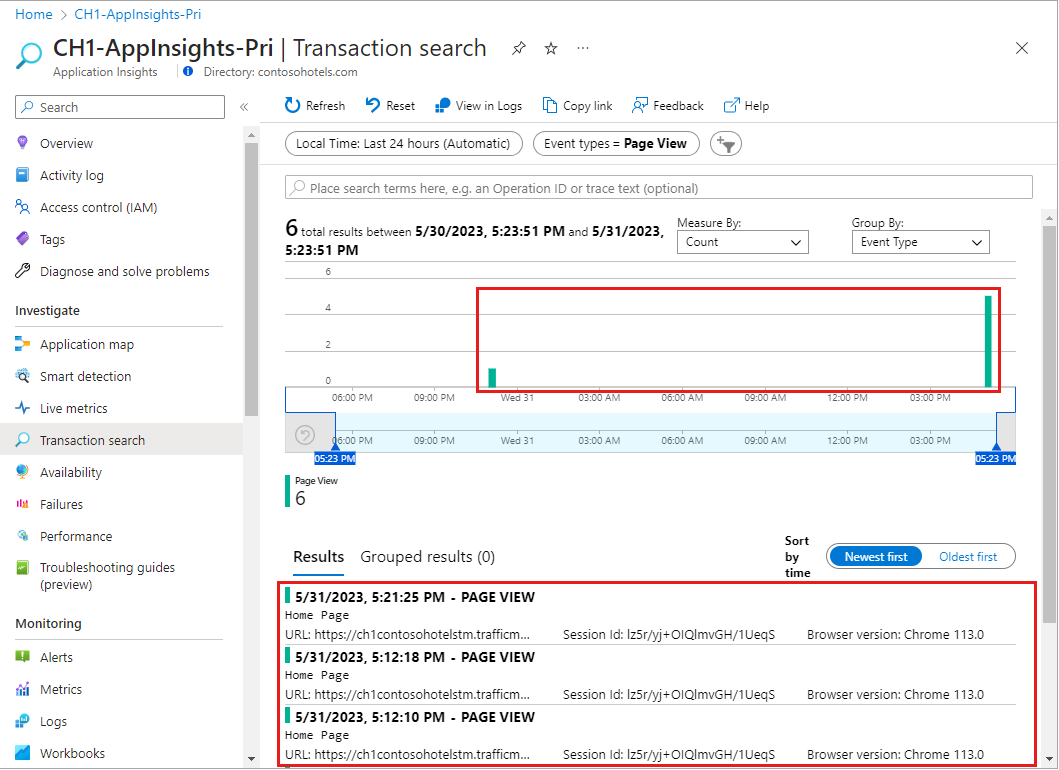 Home > CH1-AppInsights-Pri
CH1-AppInsights-Pri | Transaction search
Application Insights
Directory: contosohotels.com
Search
Overview
Activity log
Access control (IAM)
Tags
Diagnose and solve problems
Investigate
Application map
Smart detection
Live metrics
Transaction search
Availability
Failures
Performance
Troubleshooting guides
(preview)
Monitoring
Alerts
Metrics
Logs
Workbooks
Refresh Reset View in Logs Copy link Feedback Help
Local Time: Last 24 hours (Automatic) Event types = Page View
Place search terms here, e.g. an Operation ID or trace text (optional)
6 total results between 5/30/2023, 5:23:51 PM and 5/31/2023,
5:23:51 PM
Measure By:
Count
Group By:
Event Type
6
4
2
0
06:00 PM 09:00 PM Wed 31 03:00 AM 06:00 AM 09:00 AM 12:00 PM 03:00 PM
06:00 PM 09:00 PM Wed 31 03:00 AM 06:00 AM 09:00 AM 12:00 PM 03:00 PM
05:23 PM 05:23 PM
Page View
6
Results Grouped results (0)
Sort
by
time
Newest first Oldest first
5/31/2023, 5:21:25 PM - PAGE VIEW
Home Page
URL: https://ch1contosohotelstm.trafficm... Session Id: lz5r/yj+OIQlmvGH/1UeqS Browser version: Chrome 113.0
5/31/2023, 5:12:18 PM - PAGE VIEW
Home Page
URL: https://ch1contosohotelstm.trafficm... Session Id: lz5r/yj+OIQlmvGH/1UeqS Browser version: Chrome 113.0
5/31/2023, 5:12:10 PM - PAGE VIEW
Home Page
URL: https://ch1contosohotelstm.trafficm... Session Id: lz5r/yj+OIQlmvGH/1UeqS Browser version: Chrome 113.0